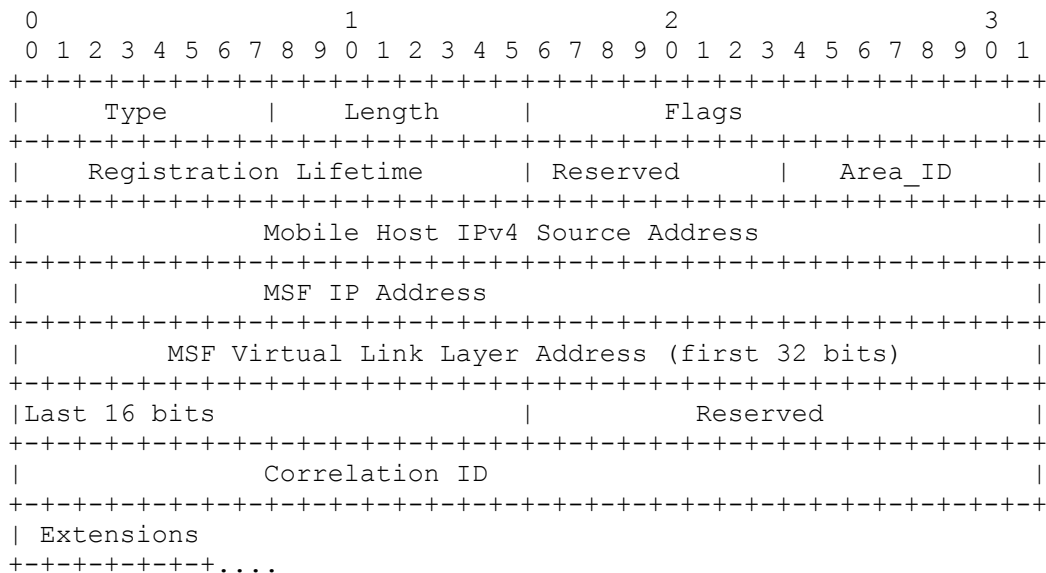 0                   1                   2                   3
 0 1 2 3 4 5 6 7 8 9 0 1 2 3 4 5 6 7 8 9 0 1 2 3 4 5 6 7 8 9 0 1
+-+-+-+-+-+-+-+-+-+-+-+-+-+-+-+-+-+-+-+-+-+-+-+-+-+-+-+-+-+-+-+-+
|     Type      |    Length     |        Flags                  |
+-+-+-+-+-+-+-+-+-+-+-+-+-+-+-+-+-+-+-+-+-+-+-+-+-+-+-+-+-+-+-+-+
|    Registration Lifetime      | Reserved      |   Area_ID     |
+-+-+-+-+-+-+-+-+-+-+-+-+-+-+-+-+-+-+-+-+-+-+-+-+-+-+-+-+-+-+-+-+
|               Mobile Host IPv4 Source Address                 |
+-+-+-+-+-+-+-+-+-+-+-+-+-+-+-+-+-+-+-+-+-+-+-+-+-+-+-+-+-+-+-+-+
|               MSF IP Address                                  |
+-+-+-+-+-+-+-+-+-+-+-+-+-+-+-+-+-+-+-+-+-+-+-+-+-+-+-+-+-+-+-+-+
|         MSF Virtual Link Layer Address (first 32 bits)        |
+-+-+-+-+-+-+-+-+-+-+-+-+-+-+-+-+-+-+-+-+-+-+-+-+-+-+-+-+-+-+-+-+
|Last 16 bits                   |          Reserved             |
+-+-+-+-+-+-+-+-+-+-+-+-+-+-+-+-+-+-+-+-+-+-+-+-+-+-+-+-+-+-+-+-+
|               Correlation ID                                  |
+-+-+-+-+-+-+-+-+-+-+-+-+-+-+-+-+-+-+-+-+-+-+-+-+-+-+-+-+-+-+-+-+
| Extensions
+-+-+-+-+-+-+....